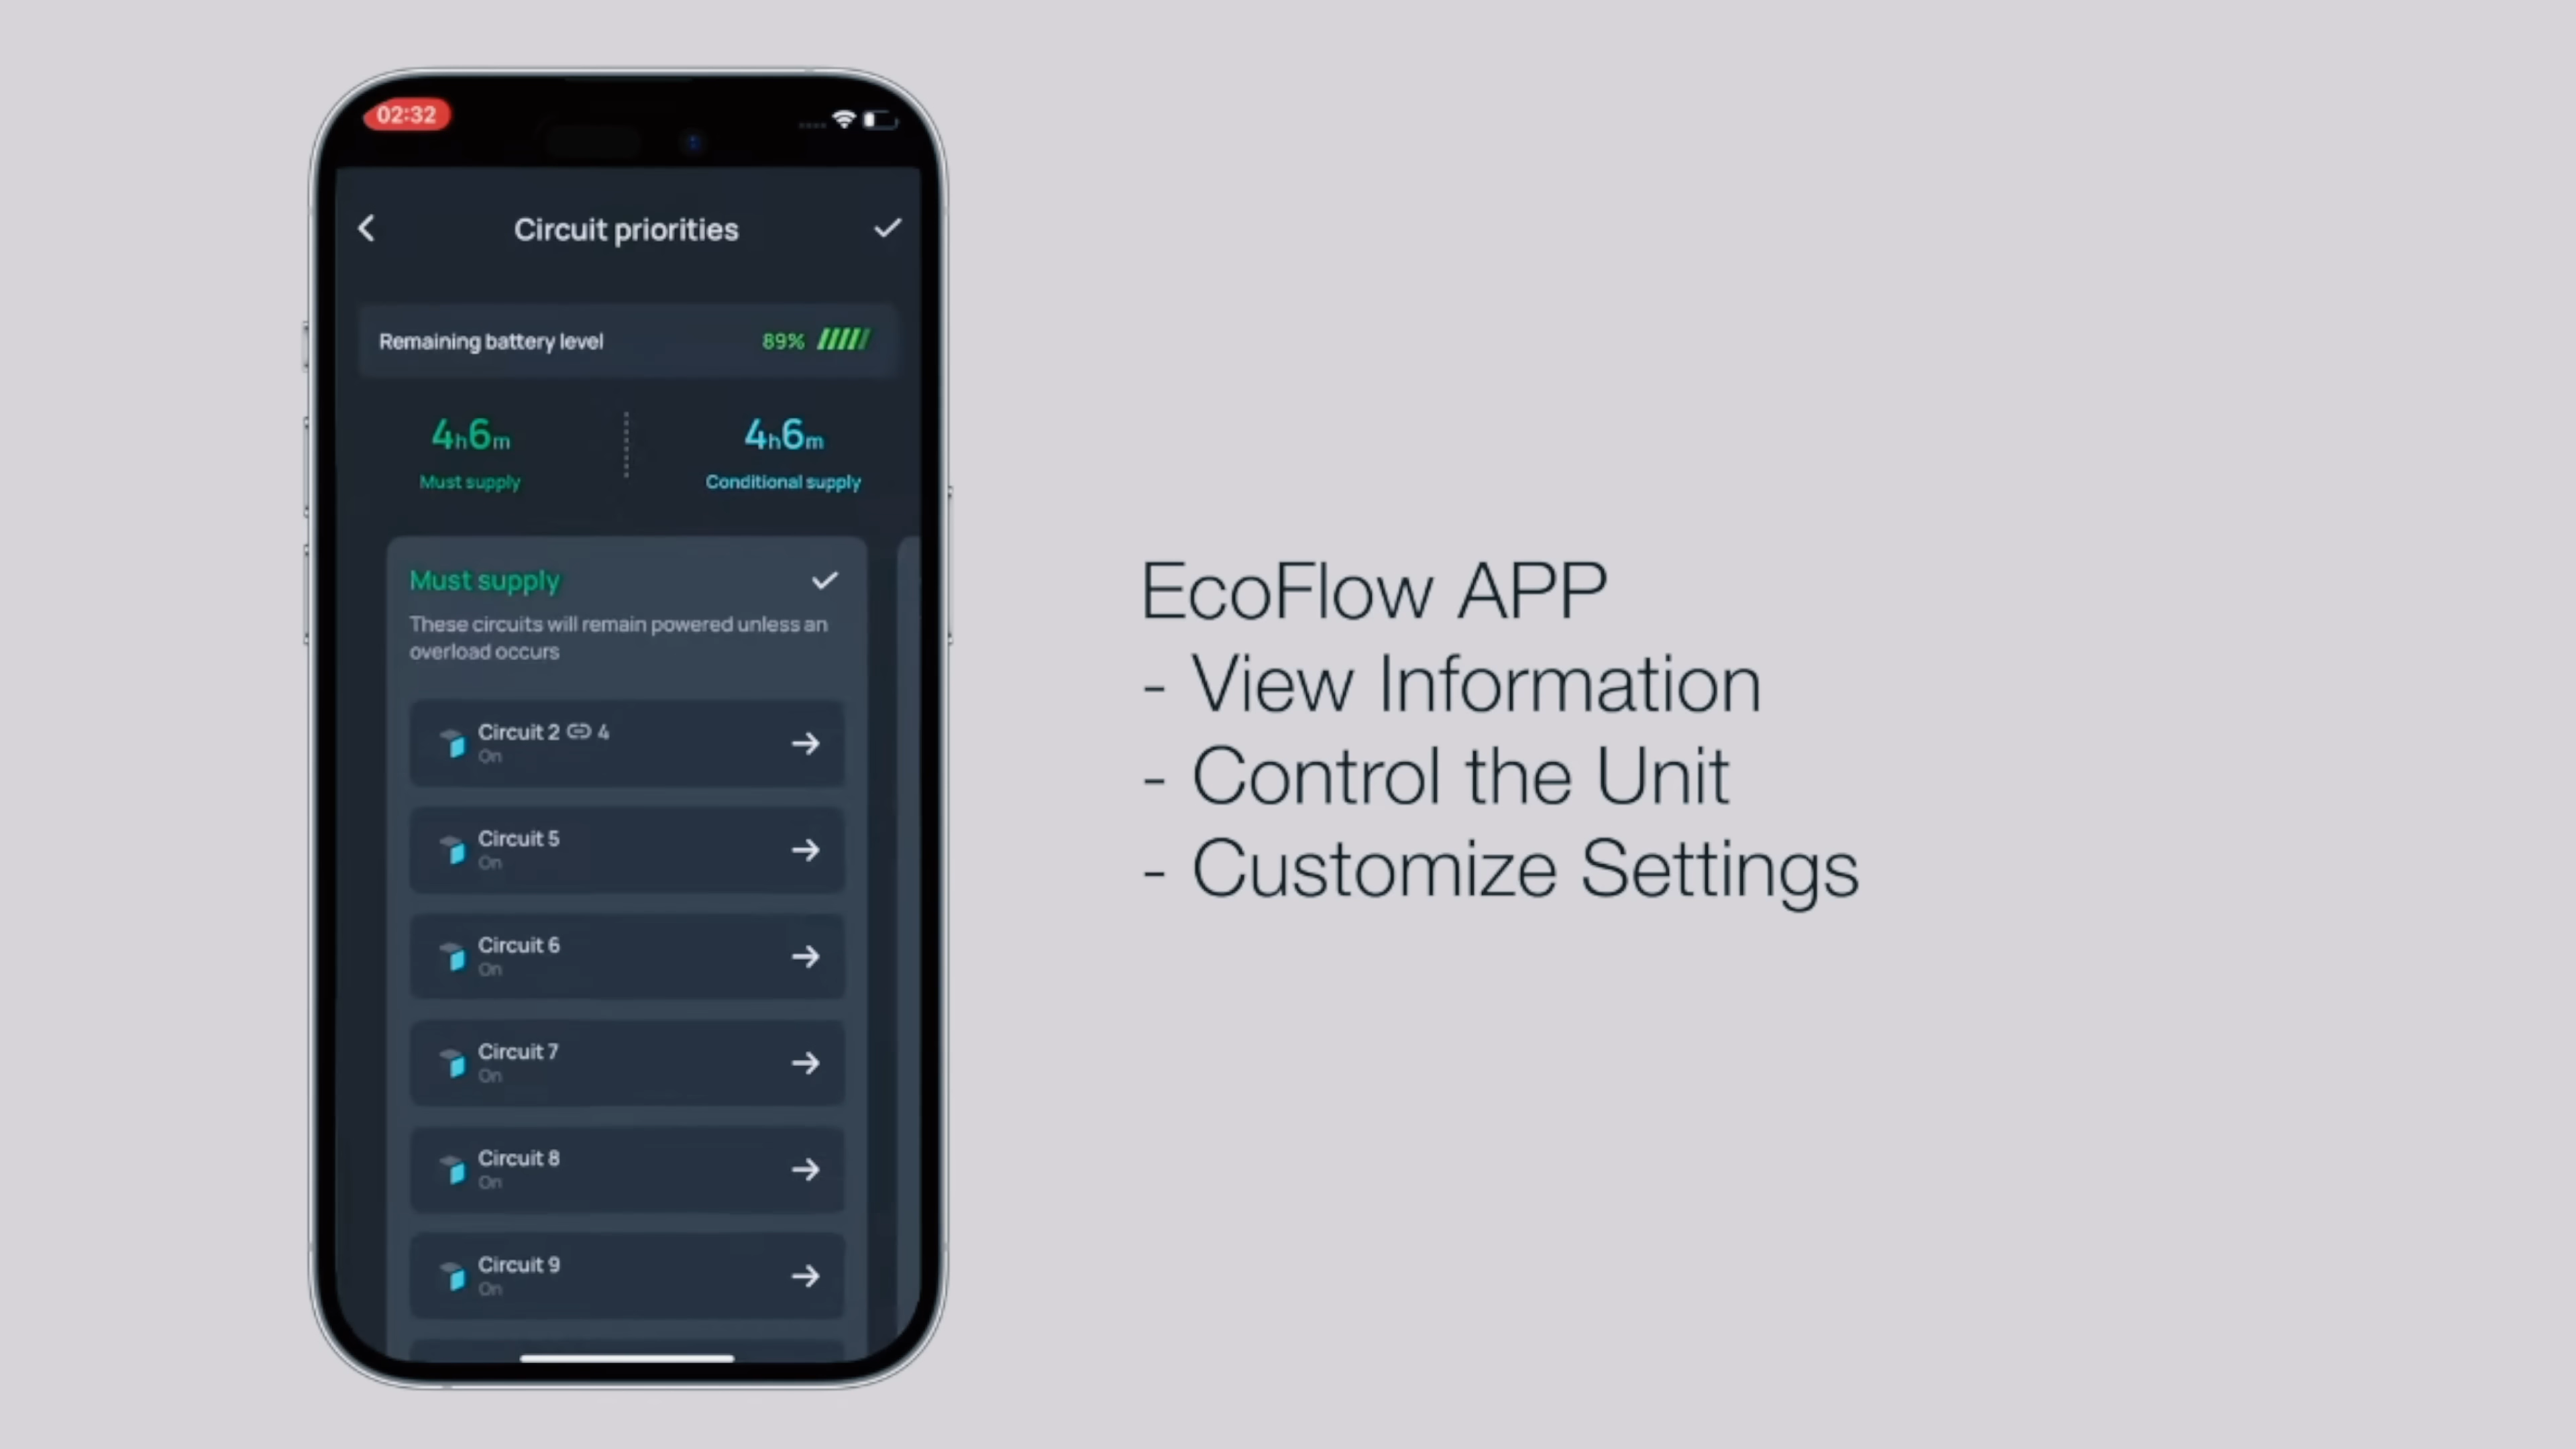 02:32
Circuit priorities
Remaining battery level 89%
4h6m 4h6m
Must supply Conditional supply
Must supply
These circuits will remain powered unless an
overload occurs
Circuit 2 4
On
Circuit 5
On
Circuit 6
On
Circuit 7
On
Circuit 8
On
Circuit 9
On
EcoFlow APP
- View Information
- Control the Unit
- Customize Settings